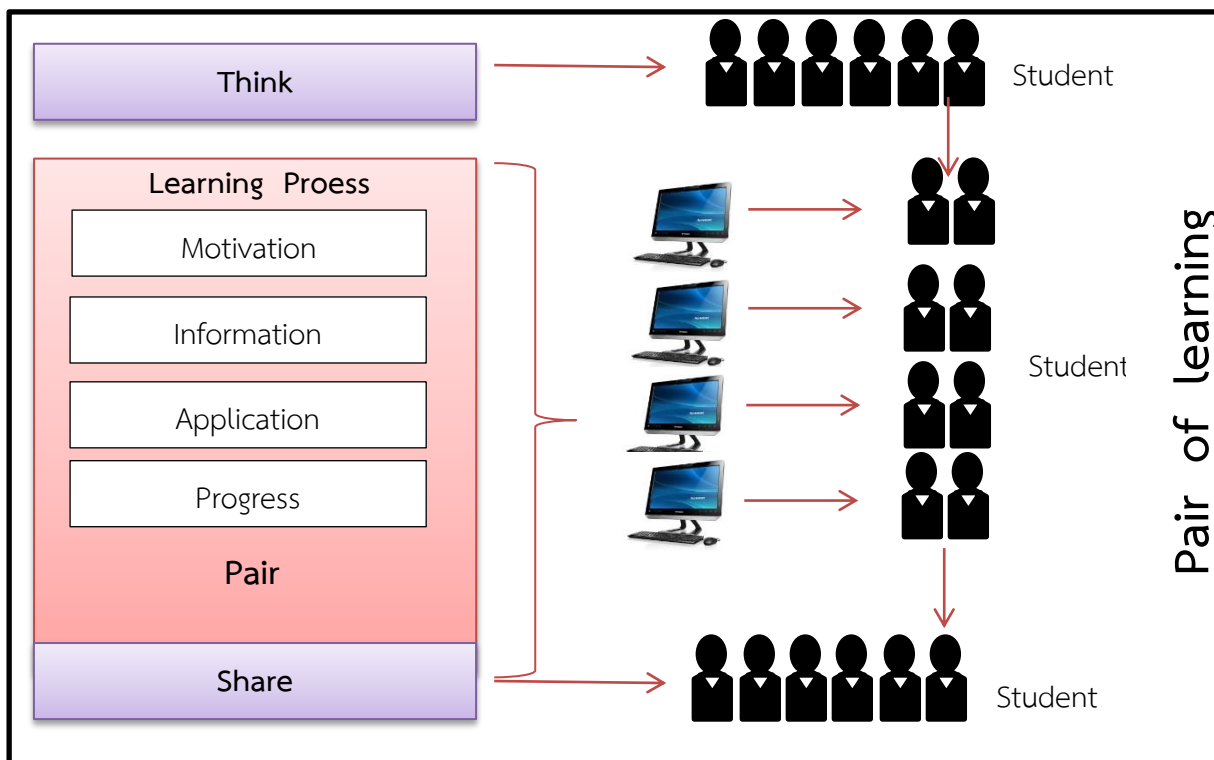 Think
Student
Learning Proess
Motivation
Information
Application
Progress
Pair
Student
Pair of learning
Share
Student